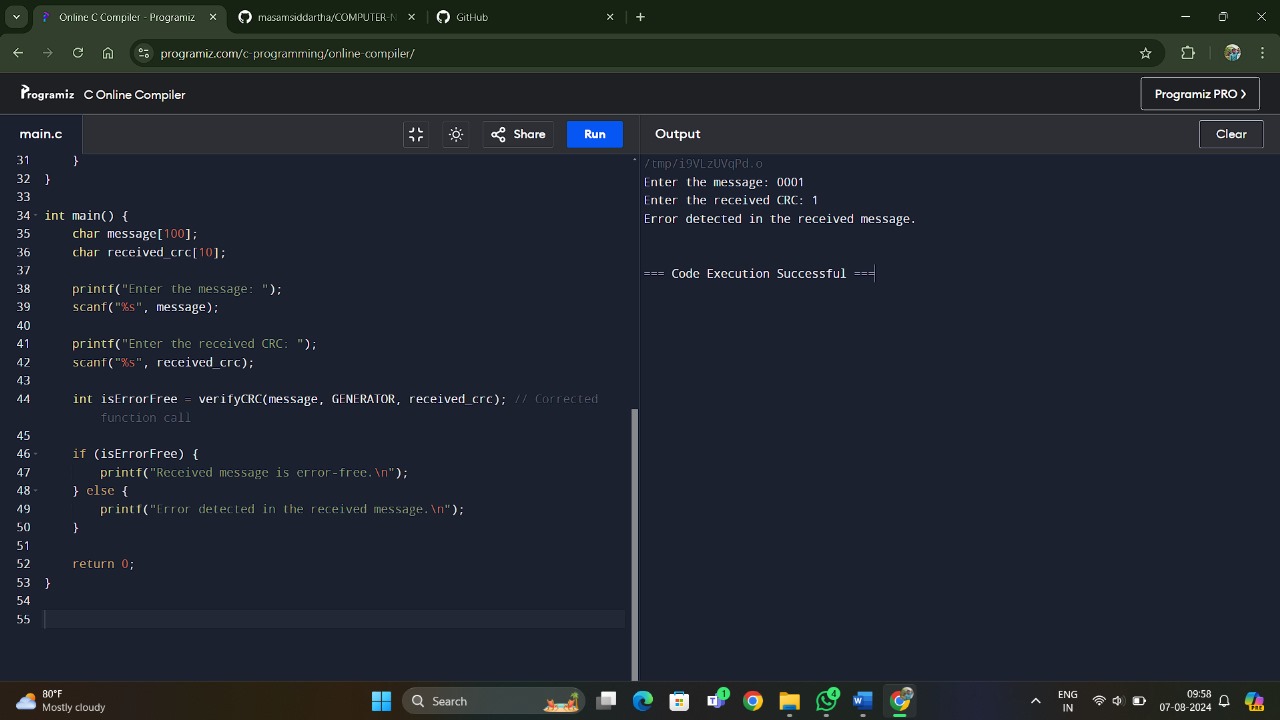 Online C Compiler - Programiz
masamsiddartha/COMPUTER-N
GitHub
programiz.com/c-programming/online-compiler/
Programiz C Online Compiler
Programiz PRO
main.c
Share
Run
Output
Clear
31 }
32 }
33
34 int main() {
35 char message[100];
36 char received_crc[10];
37
38 printf("Enter the message: ");
39 scanf("%s", message);
40
41 printf("Enter the received CRC: ");
42 scanf("%s", received_crc);
43
44 int isErrorFree = verifyCRC(message, GENERATOR, received_crc); // Corrected
function call
45
46 if (isErrorFree) {
47 printf("Received message is error-free.\n");
48 } else {
49 printf("Error detected in the received message.\n");
50 }
51
52 return 0;
53 }
54
55
/tmp/i9VLzUVqPd.o
Enter the message: 0001
Enter the received CRC: 1
Error detected in the received message.
=== Code Execution Successful ===
80°F
Mostly cloudy
Search
1
4
ENG
IN
09:58
07-08-2024